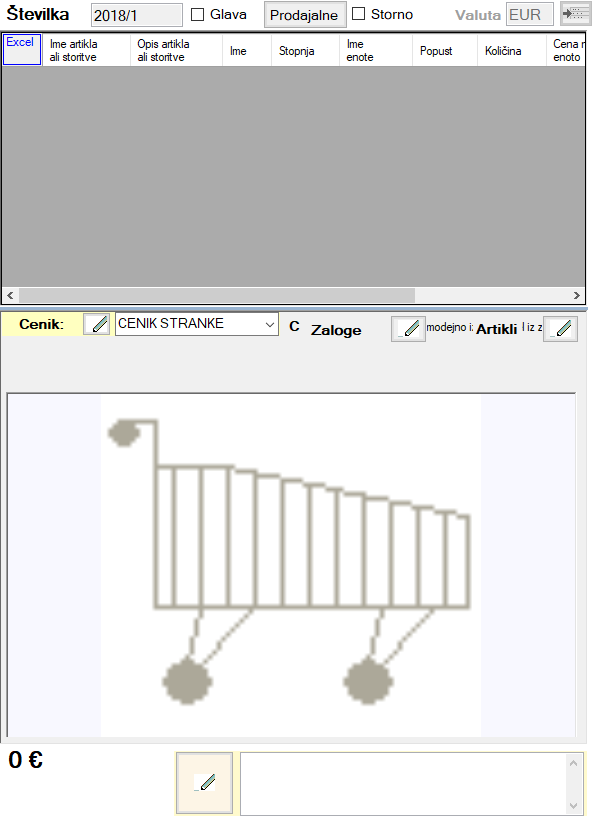 Številka 2018/1 Glava Prodajalne Storno Valuta EUR
Excel Ime artikla ali storitve Opis artikla ali storitve Ime Stopnja Ime enote Popust Količina Cena n enoto
Cenik: CENIK STRANKE C Zaloge modejno i: Artikli l iz z
0 €